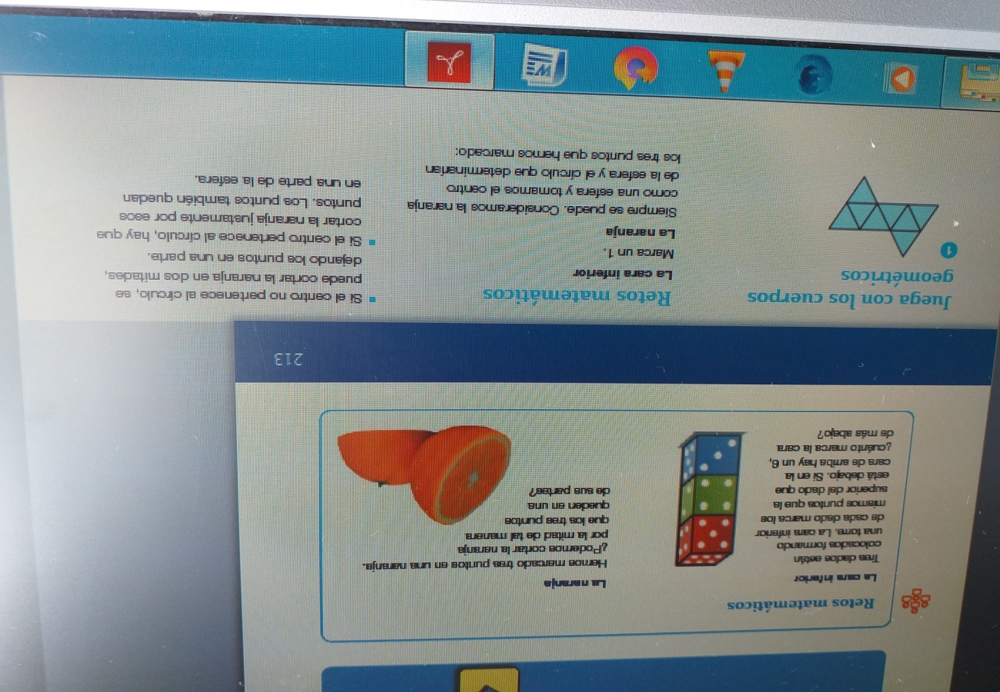 Retos matemáticos
La cara inferior
Tres dados están
colocados formando
una torre. La cara inferior
de cada dado marca los
mismos puntos que la
superior del dado que
está debajo. Si en la
cara de arriba hay un 6,
¿cuánto marca la cara
de más abajo?
La naranja
Hemos marcado tres puntos en una naranja.
¿Podemos cortar la naranja
por la mitad de tal manera
que los tres puntos
queden en una
de sus partes?
213
Juega con los cuerpos
geométricos
1
Retos matemáticos
La cara inferior
Marca un 1.
La naranja
Siempre se puede. Consideramos la naranja
como una esfera y tomamos el centro
de la esfera y el círculo que determinarían
los tres puntos que hemos marcado:
Si el centro no pertenece al círculo, se
puede cortar la naranja en dos mitades,
dejando los puntos en una parte.
Si el centro pertenece al círculo, hay que
cortar la naranja justamente por esos
puntos. Los puntos también quedan
en una parte de la esfera.
W